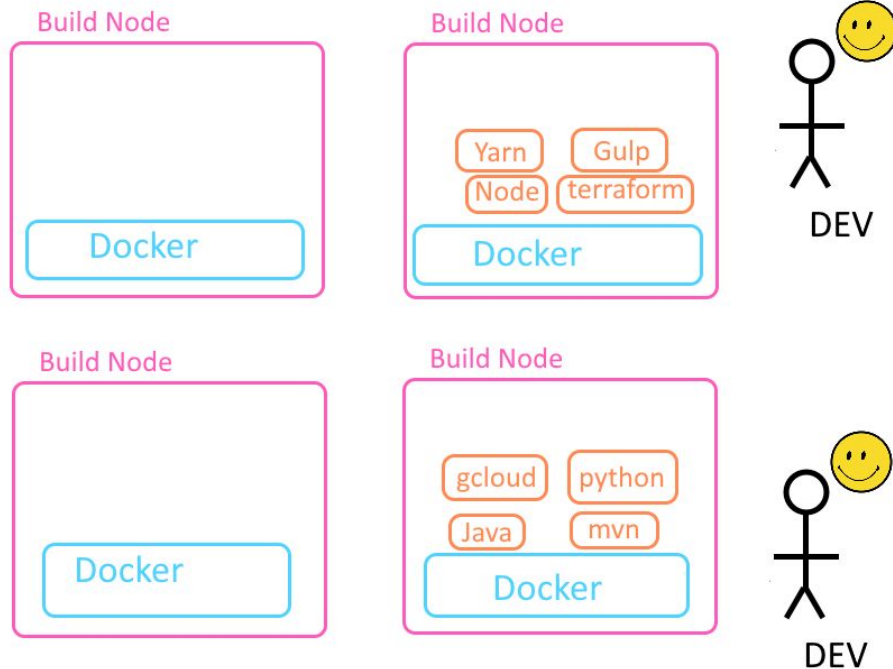 Build Node
Build Node
Yarn
Gulp
Node
terraform
Docker
Docker
DEV
Build Node
Build Node
gcloud
python
Java
mvn
Docker
Docker
DEV